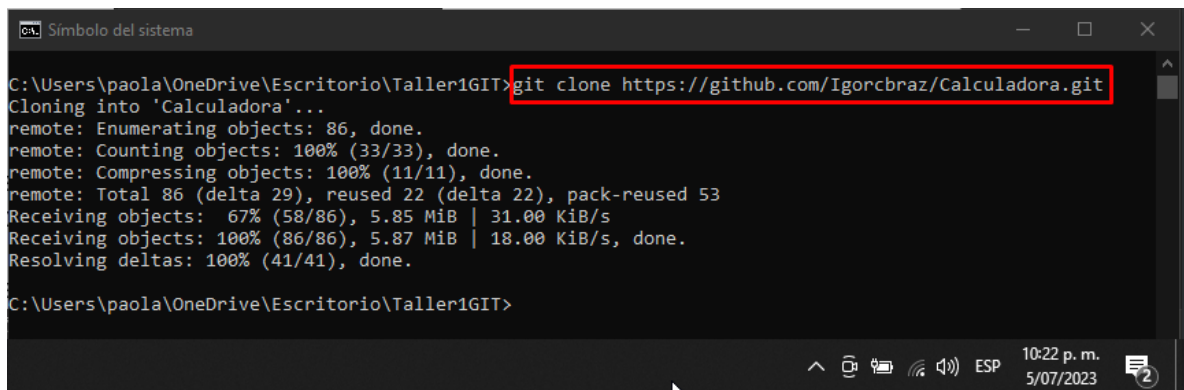 Símbolo del sistema
C:\Users\paola\OneDrive\Escritorio\Taller1GIT>git clone https://github.com/Igorcbraz/Calculadora.git
Cloning into 'Calculadora'...
remote: Enumerating objects: 86, done.
remote: Counting objects: 100% (33/33), done.
remote: Compressing objects: 100% (11/11), done.
remote: Total 86 (delta 29), reused 22 (delta 22), pack-reused 53
Receiving objects:  67% (58/86), 5.85 MiB | 31.00 KiB/s
Receiving objects: 100% (86/86), 5.87 MiB | 18.00 KiB/s, done.
Resolving deltas: 100% (41/41), done.
C:\Users\paola\OneDrive\Escritorio\Taller1GIT>
ESP
10:22 p. m.
5/07/2023
2